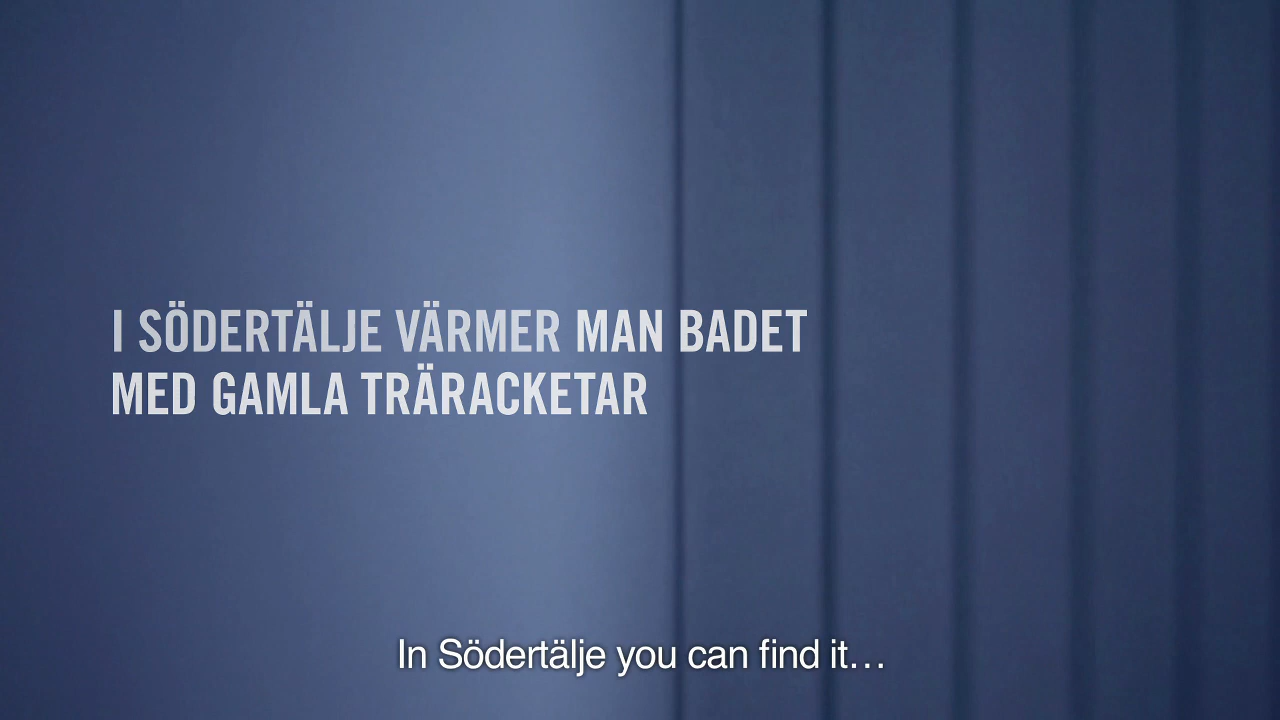 I SÖDERTÄLJE VÄRMER MAN BADET
MED GAMLA TRÄRACKETAR
In Södertälje you can find it…